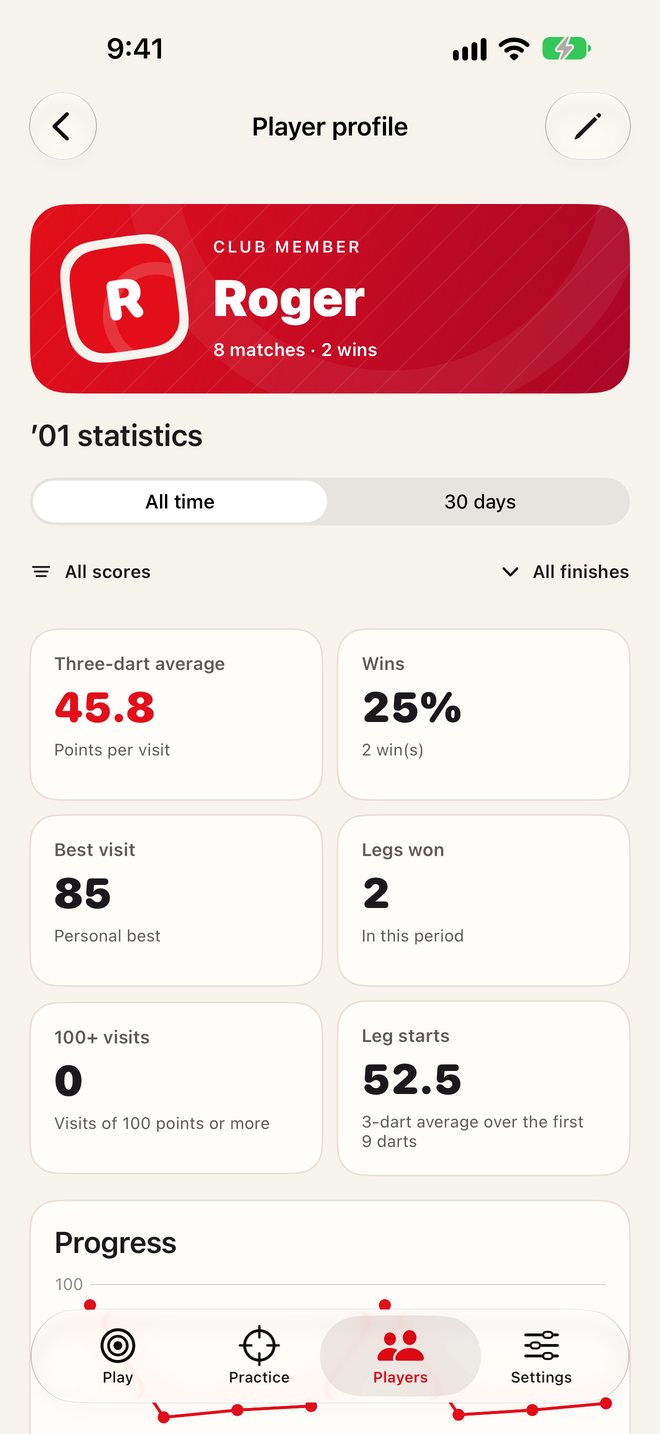 9:41
Player profile
R
CLUB MEMBER
Roger
8 matches · 2 wins
’01 statistics
All time
30 days
All scores
All finishes
Three-dart average
45.8
Points per visit
Wins
25%
2 win(s)
Best visit
85
Personal best
Legs won
2
In this period
100+ visits
0
Visits of 100 points or more
Leg starts
52.5
3-dart average over the first
9 darts
Progress
100
Play
Practice
Players
Settings